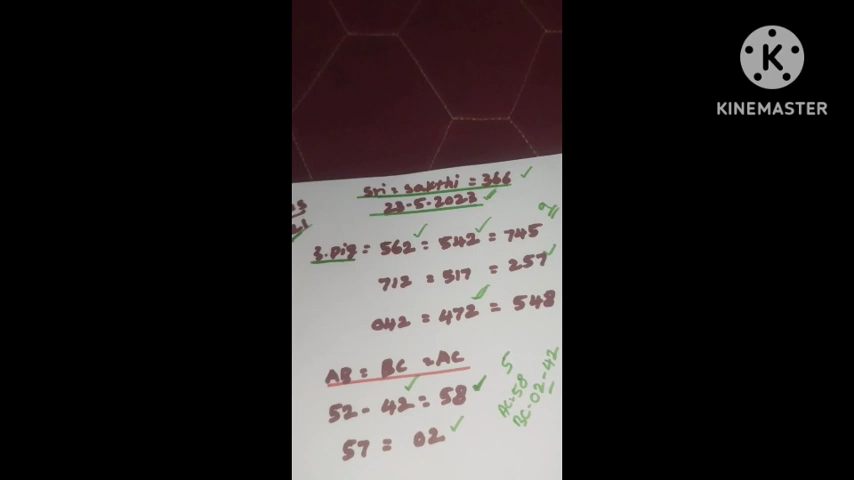 KINEMASTER
Sri = sakthi = 366
23-5-2023
3.Dig = 562 = 542 = 745
712 = 517 = 257
042 = 472 = 548
AB = BC = AC
52 - 42 = 58
57 = 02
5
AC-58
BC-02-42